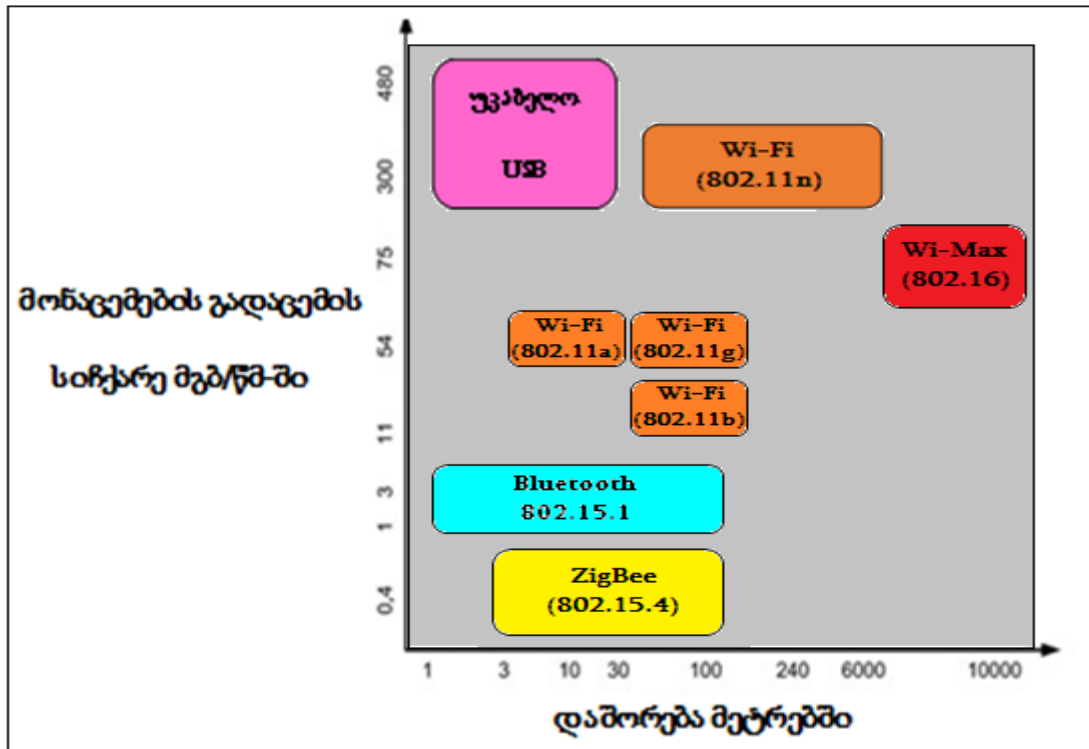 480
უკაბელო
USB
Wi-Fi
(802.11n)
300
Wi-Max
(802.16)
75
მონაცემების გადაცემის
სიჩქარე მგბ/წმ-ში
Wi-Fi
(802.11a)
Wi-Fi
(802.11g)
54
Wi-Fi
(802.11b)
11
Bluetooth
802.15.1
3
1
ZigBee
(802.15.4)
0,4
1 3 10 30 100 240 6000 10000
დაშორება მეტრებში